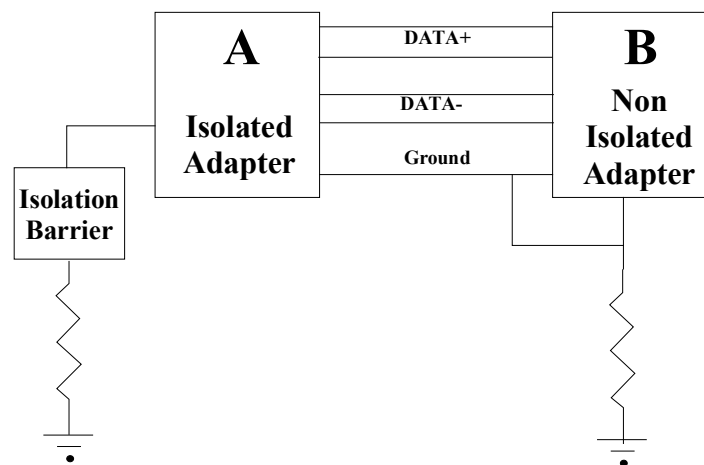 A
Isolated
Adapter
DATA+
DATA-
Ground
B
Non
Isolated
Adapter
Isolation
Barrier